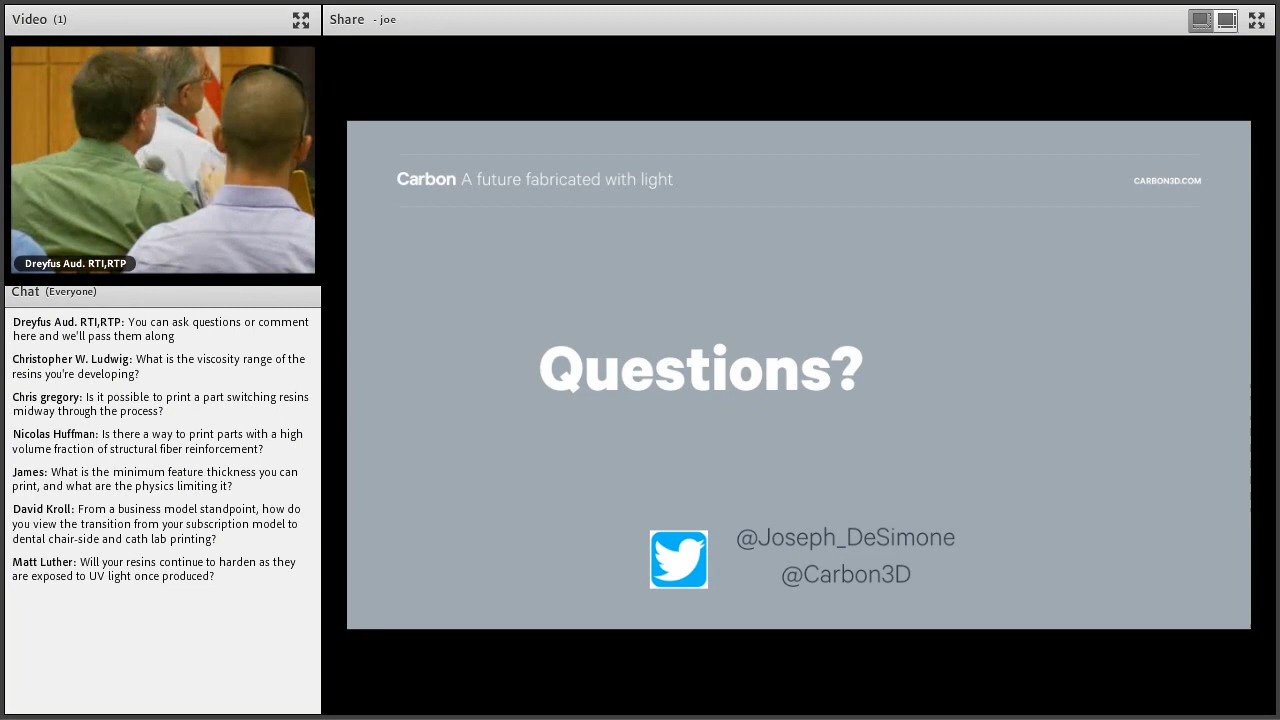 Video (1)
Share - joe
Dreyfus Aud. RTI,RTP
Chat (Everyone)
Dreyfus Aud. RTI,RTP: You can ask questions or comment
here and we'll pass them along
Christopher W. Ludwig: What is the viscosity range of the
resins you're developing?
Chris gregory: Is it possible to print a part switching resins
midway through the process?
Nicolas Huffman: Is there a way to print parts with a high
volume fraction of structural fiber reinforcement?
James: What is the minimum feature thickness you can
print, and what are the physics limiting it?
David Kroll: From a business model standpoint, how do
you view the transition from your subscription model to
dental chair-side and cath lab printing?
Matt Luther: Will your resins continue to harden as they
are exposed to UV light once produced?
Carbon A future fabricated with light
CARBON3D.COM
Questions?
@Joseph_DeSimone
@Carbon3D